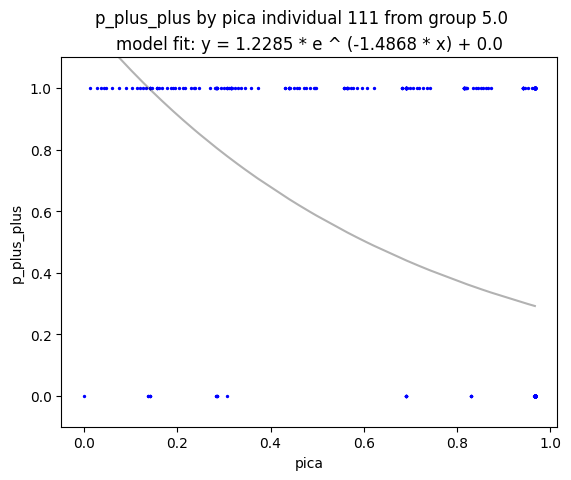 p_plus_plus by pica individual 111 from group 5.0
model fit: y = 1.2285 * e ^ (-1.4868 * x) + 0.0
1.0
0.8
0.6
0.4
0.2
0.0
p_plus_plus
0.0 0.2 0.4 0.6 0.8 1.0
pica